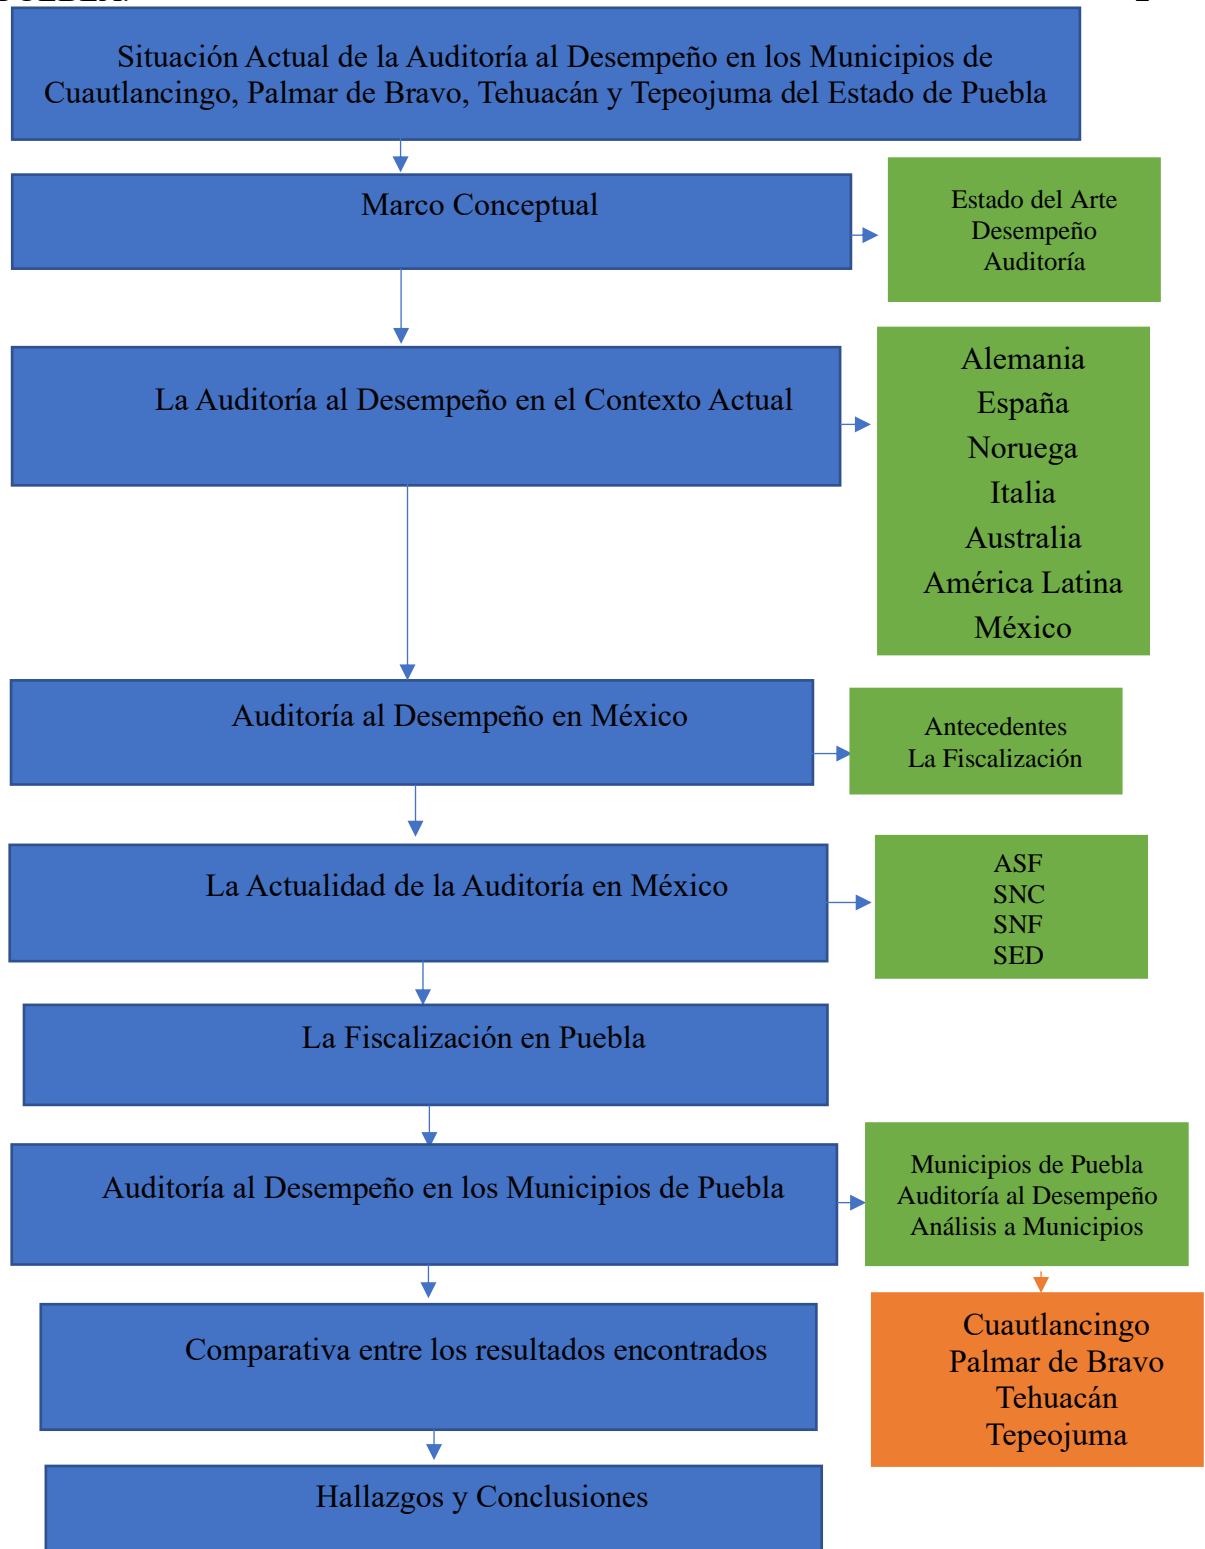 Situación Actual de la Auditoría al Desempeño en los Municipios de
Cuautlancingo, Palmar de Bravo, Tehuacán y Tepeojuma del Estado de Puebla
Marco Conceptual
Estado del Arte
Desempeño
Auditoría
La Auditoría al Desempeño en el Contexto Actual
Alemania
España
Noruega
Italia
Australia
América Latina
México
Auditoría al Desempeño en México
Antecedentes
La Fiscalización
La Actualidad de la Auditoría en México
ASF
SNC
SNF
SED
La Fiscalización en Puebla
Auditoría al Desempeño en los Municipios de Puebla
Municipios de Puebla
Auditoría al Desempeño
Análisis a Municipios
Comparativa entre los resultados encontrados
Cuautlancingo
Palmar de Bravo
Tehuacán
Tepeojuma
Hallazgos y Conclusiones